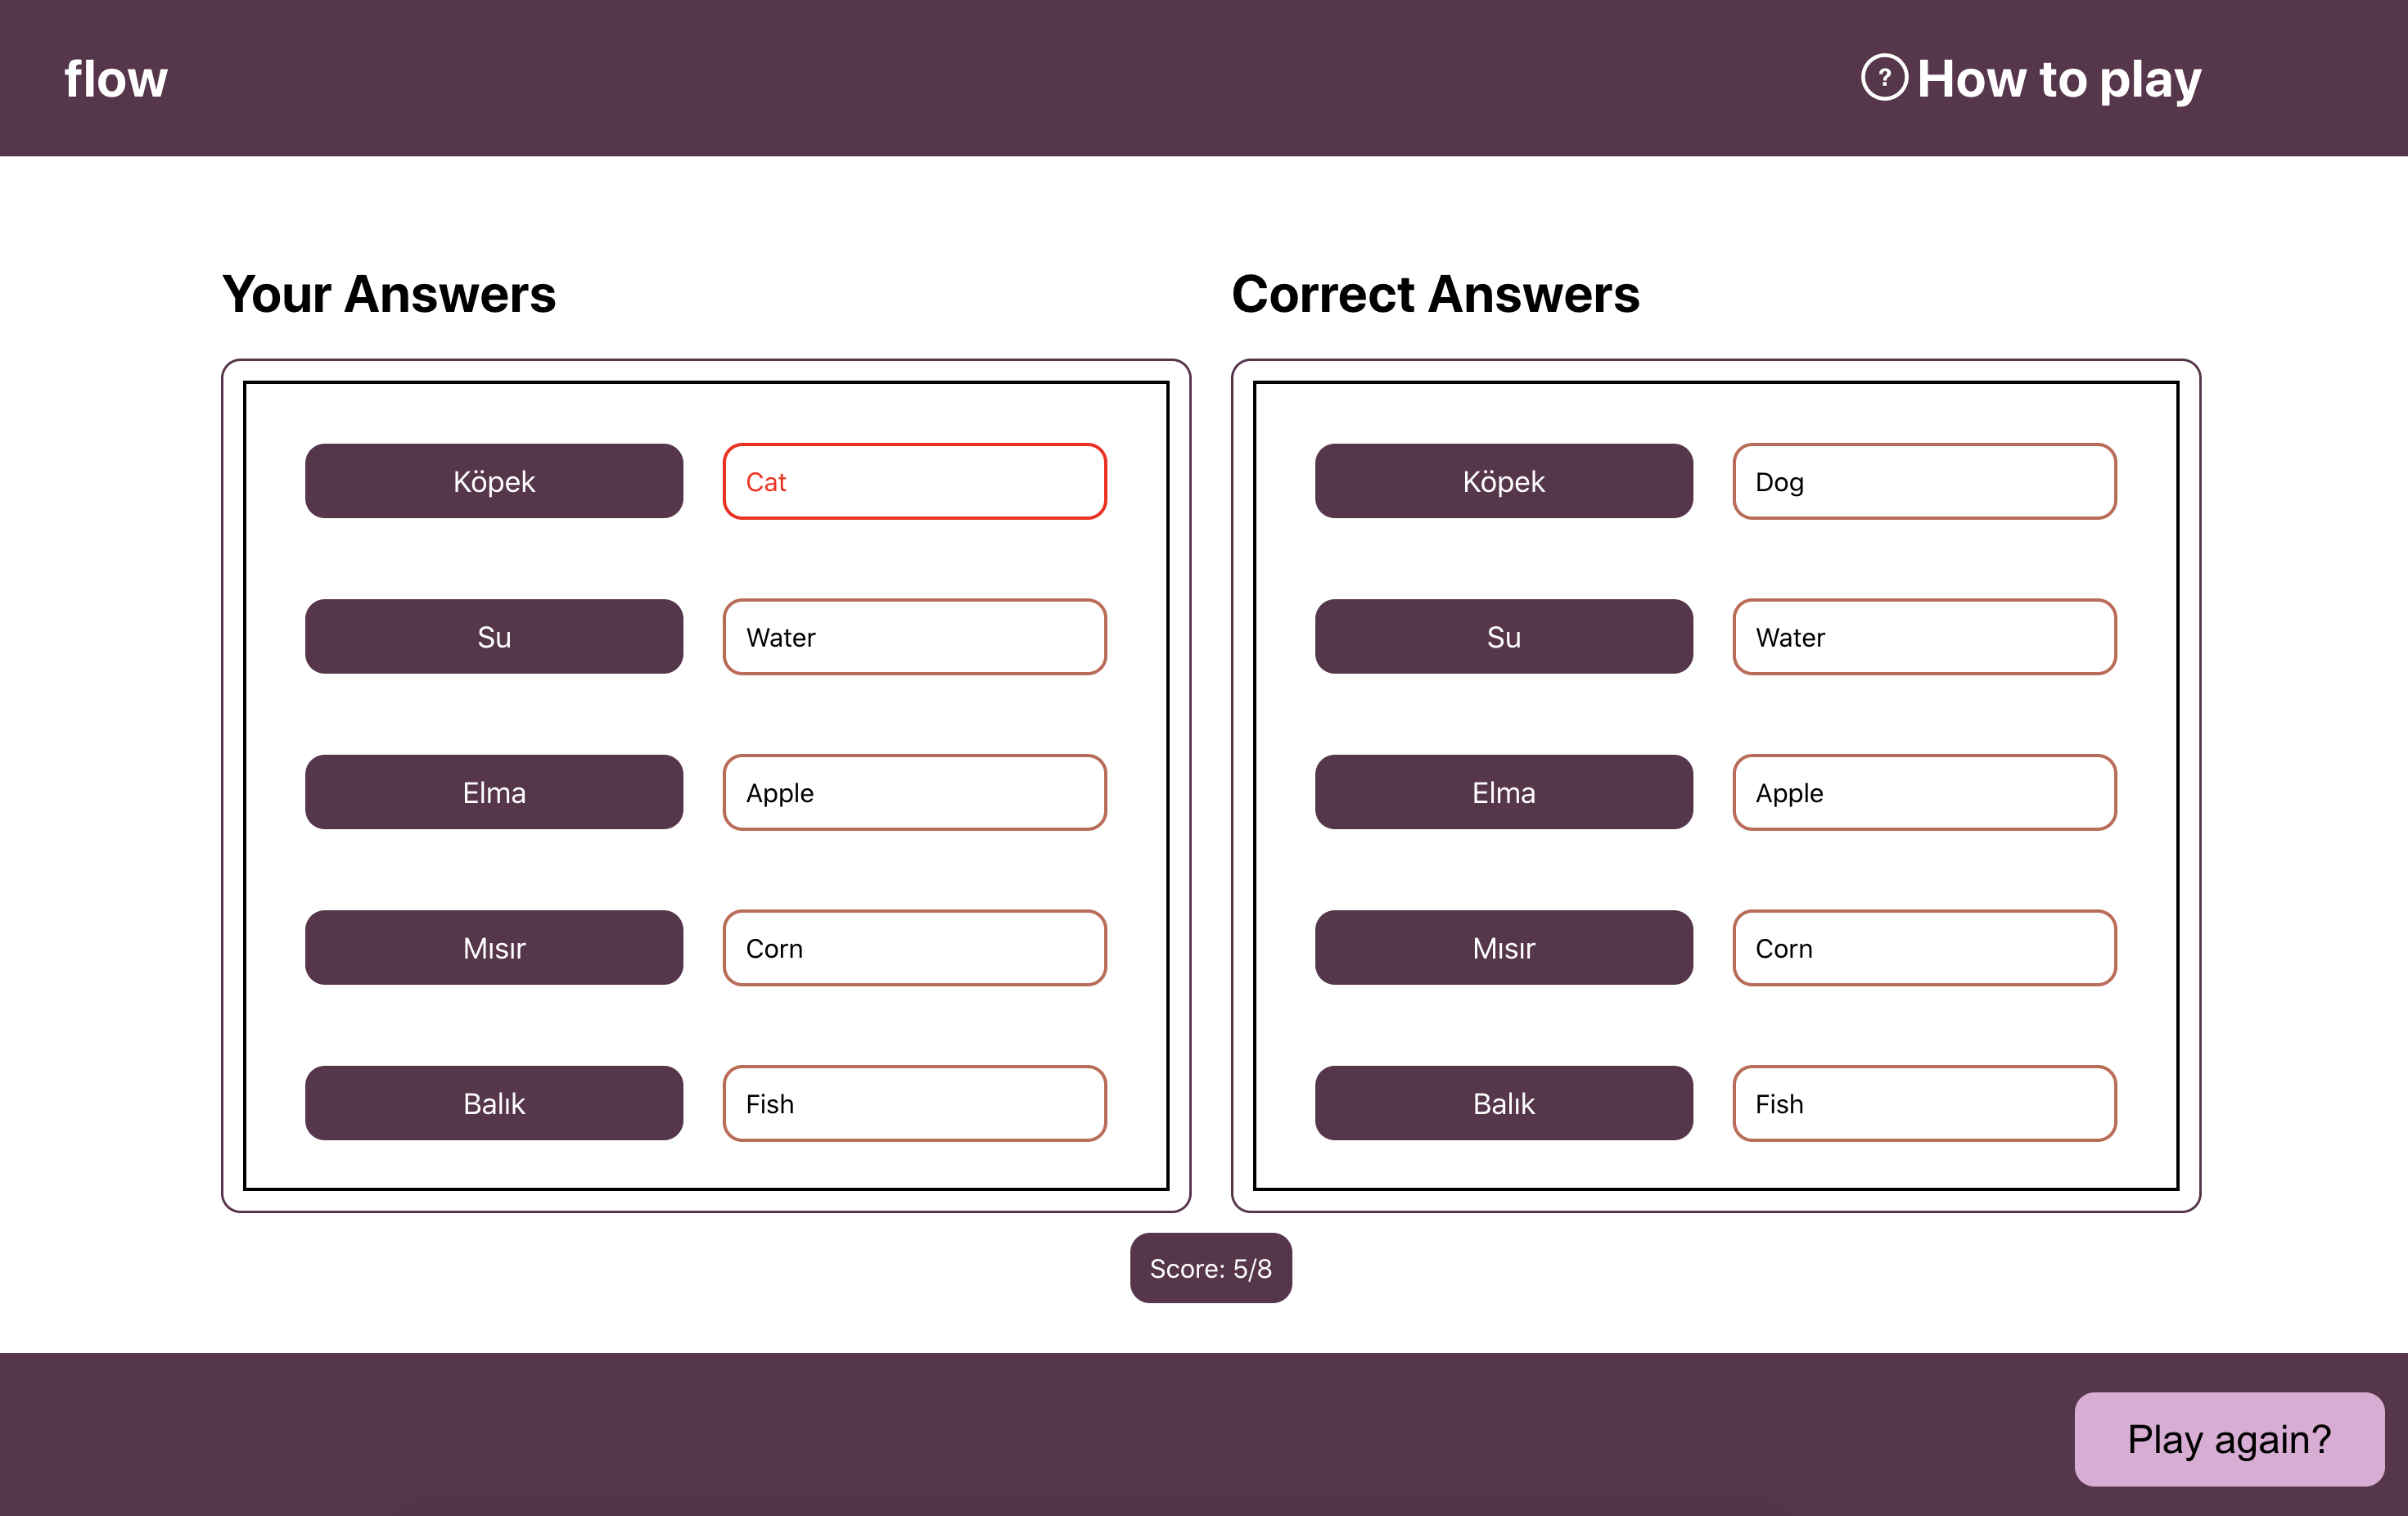 flow
? How to play
Your Answers
Köpek Cat
Su Water
Elma Apple
Mısır Corn
Balık Fish
Correct Answers
Köpek Dog
Su Water
Elma Apple
Mısır Corn
Balık Fish
Score: 5/8
Play again?